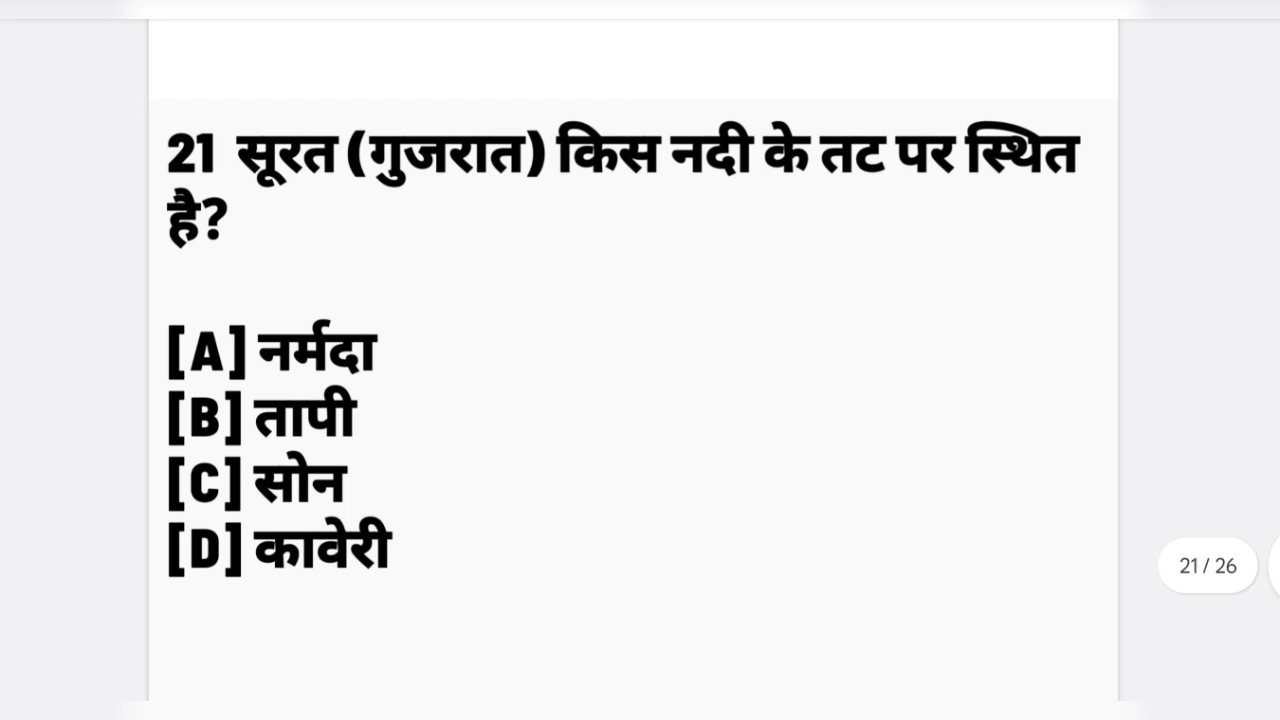 21 सूरत (गुजरात) किस नदी के तट पर स्थित
है?
[A] नर्मदा
[B] तापी
[C] सोन
[D] कावेरी
21 / 26